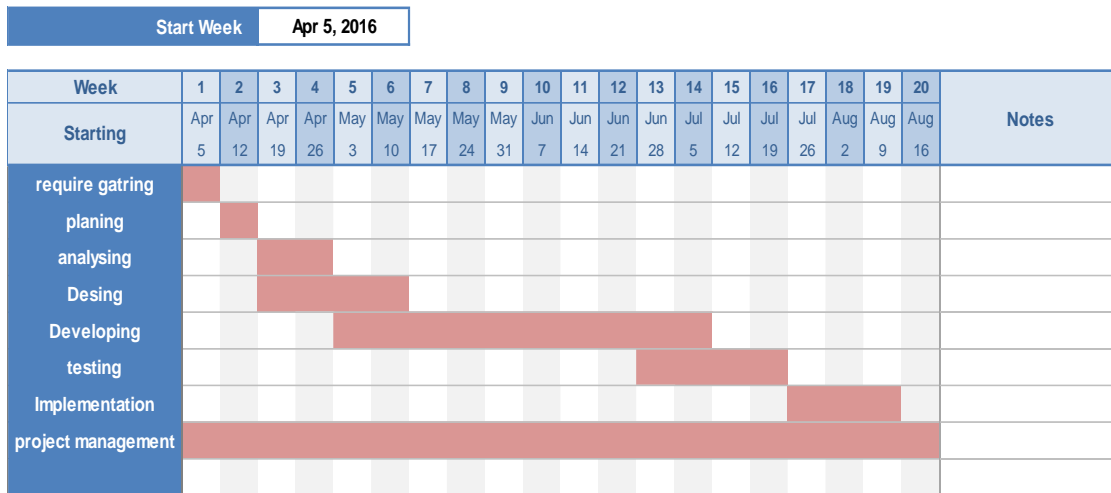 Start Week Apr 5, 2016
Week 1 2 3 4 5 6 7 8 9 10 11 12 13 14 15 16 17 18 19 20
Starting Apr Apr Apr Apr May May May May May Jun Jun Jun Jun Jul Jul Jul Jul Aug Aug Aug Notes
5 12 19 26 3 10 17 24 31 7 14 21 28 5 12 19 26 2 9 16
require gatring
planing
analysing
Desing
Developing
testing
Implementation
project management